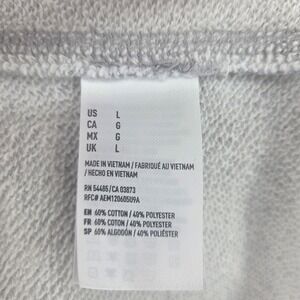 US L
CA G
MX G
UK L
MADE IN VIETNAM / FABRIQUÉ AU VIETNAM
/ HECHO EN VIETNAM
RN 54485/CA 03873
RFC# AEM120605U9A
EN 60% COTTON / 40% POLYESTER
FR 60% COTON / 40% POLYESTER
SP 60% ALGODÓN / 40% POLIÉSTER